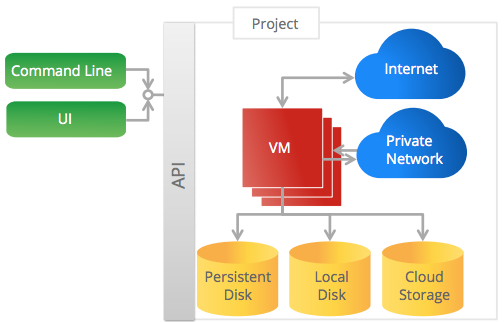 Project
Command Line
UI
API
Internet
VM
Private
Network
Persistent
Disk
Local
Disk
Cloud
Storage